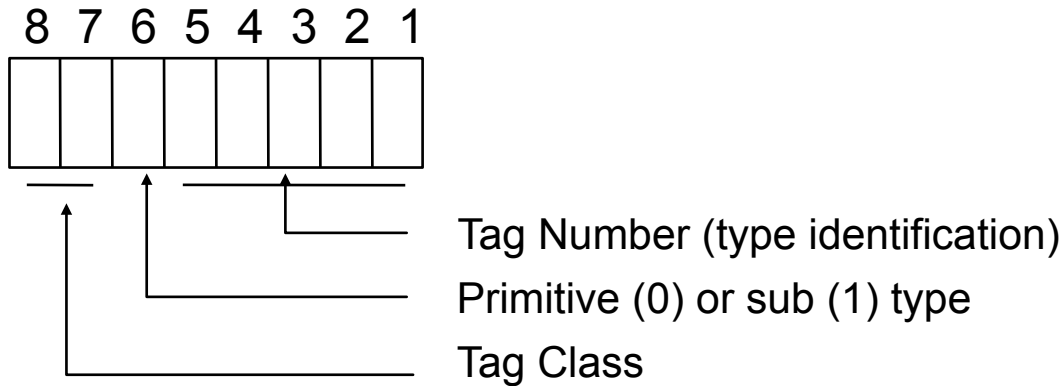 8 7 6 5 4 3 2 1
Tag Number (type identification)
Primitive (0) or sub (1) type
Tag Class